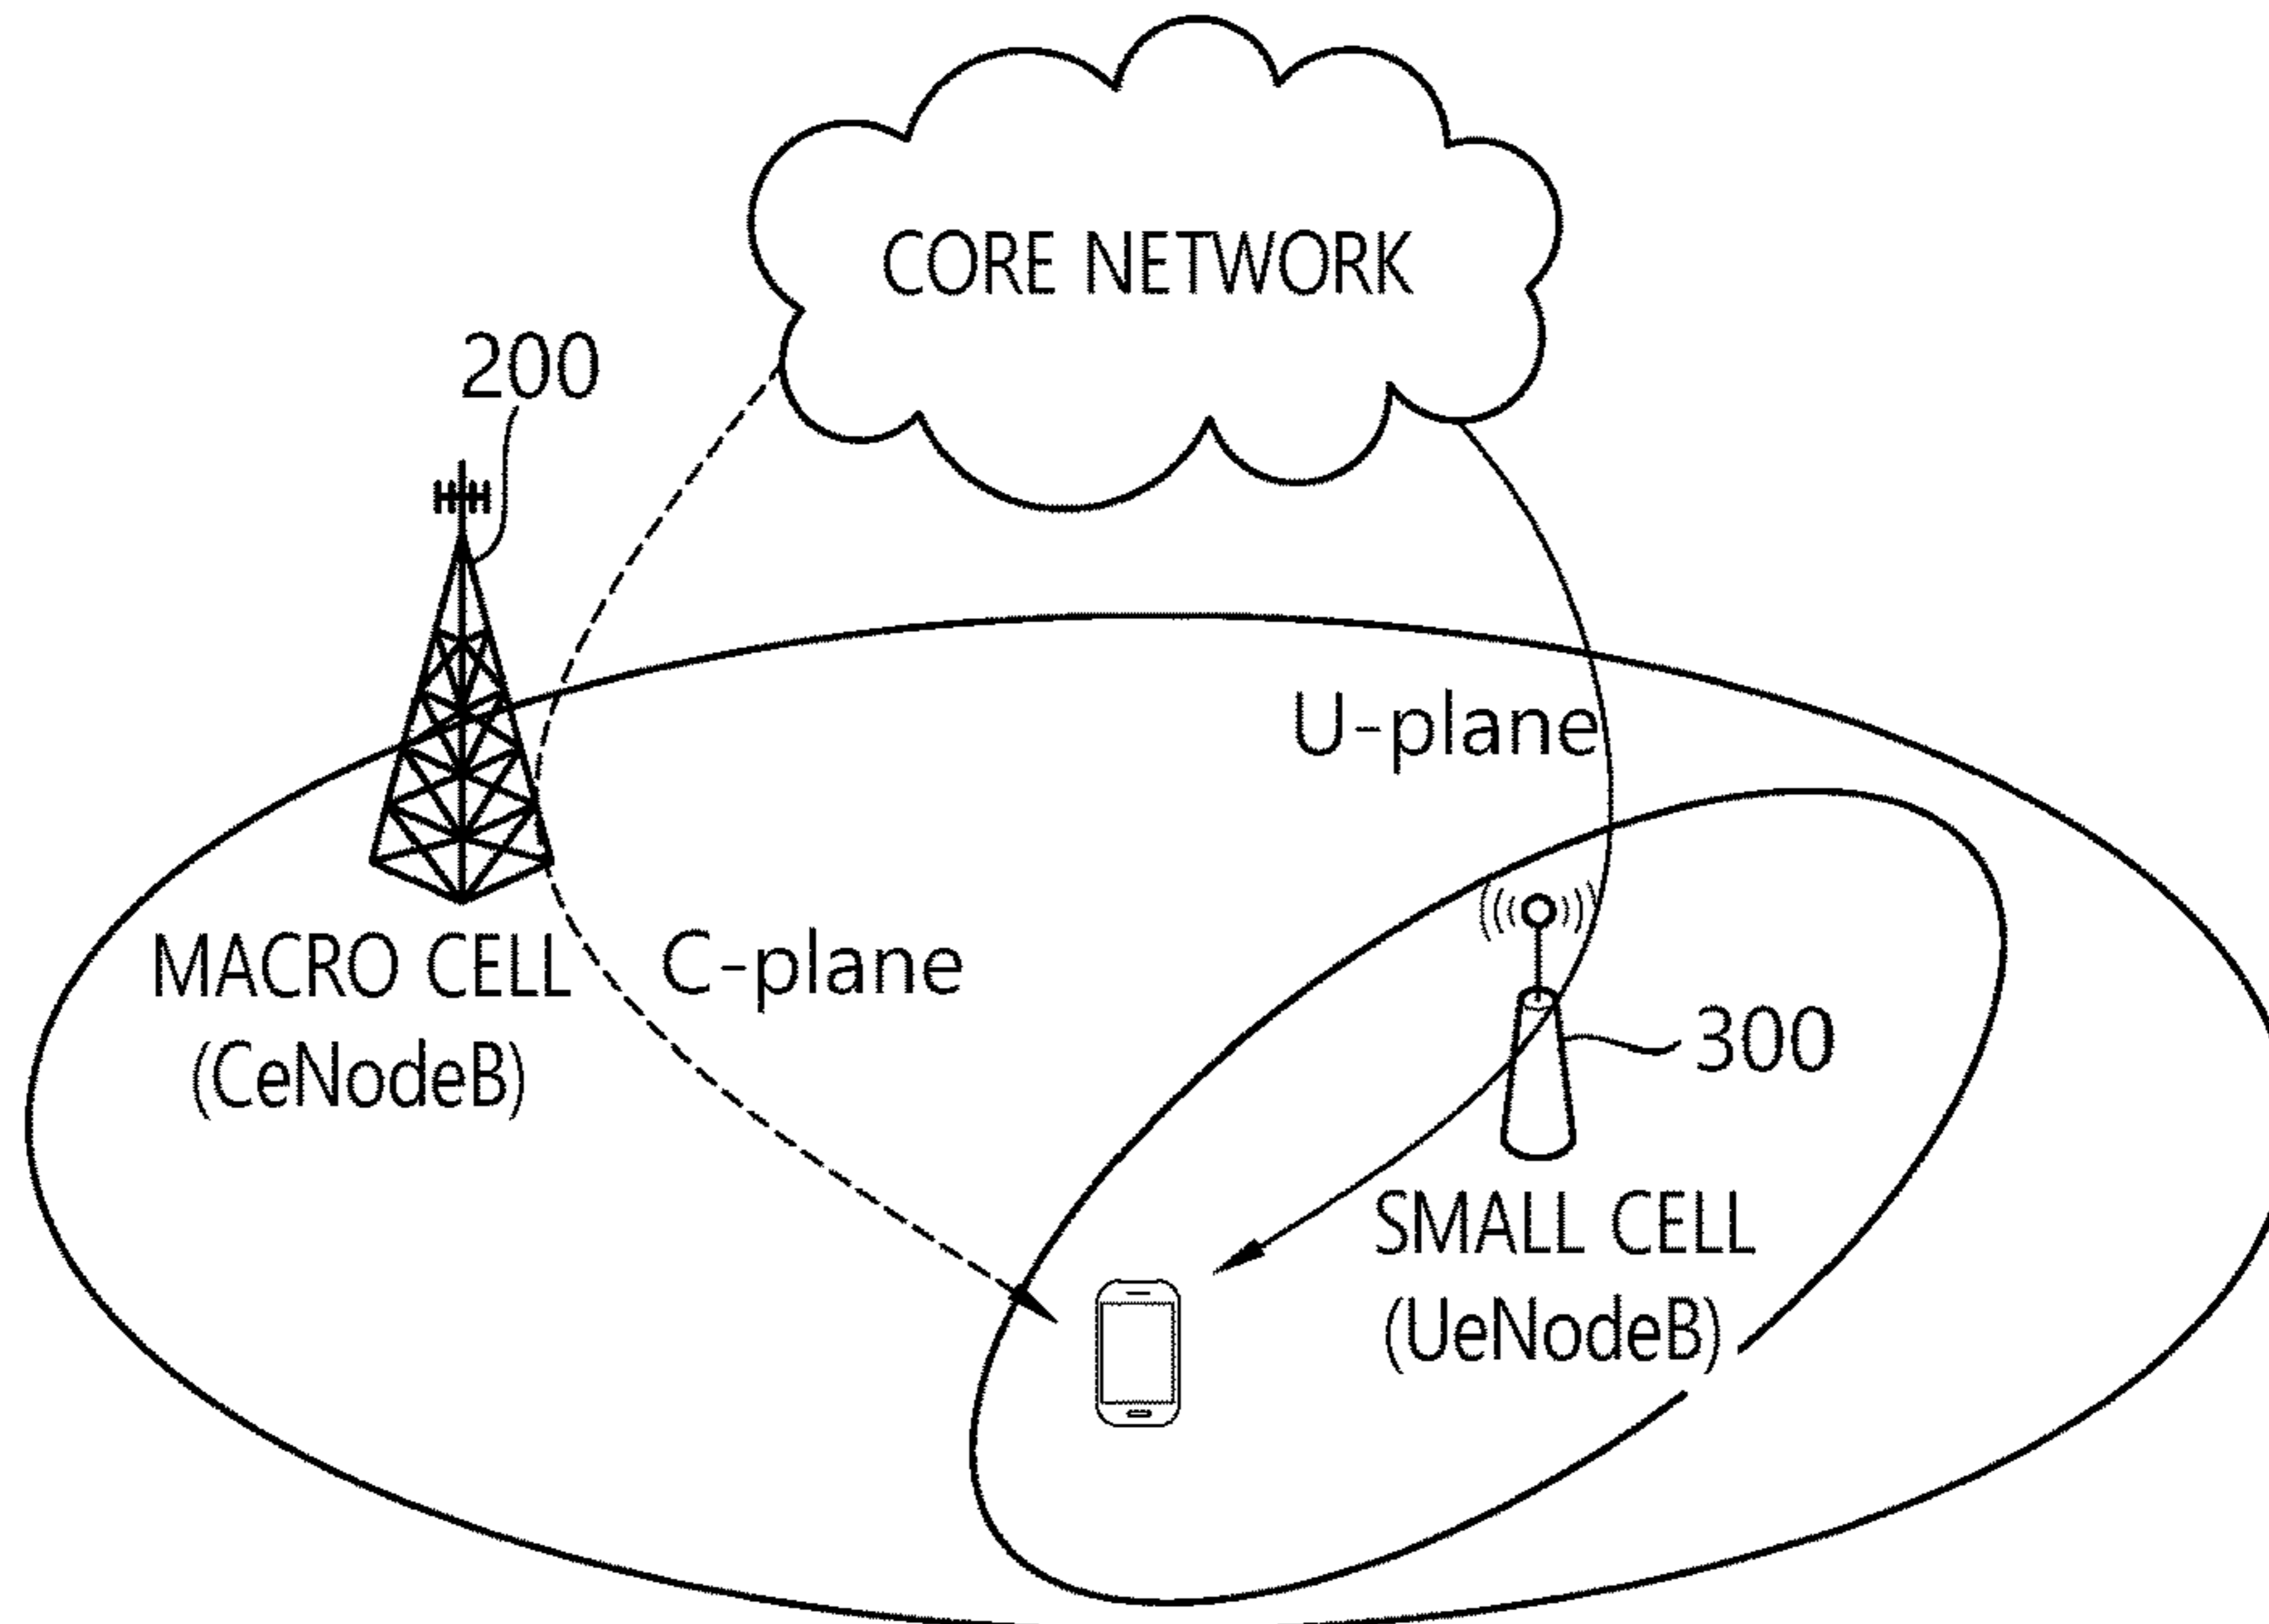 CORE NETWORK
200
U-plane
MACRO CELL
(CeNodeB)
C-plane
300
SMALL CELL
(UeNodeB)